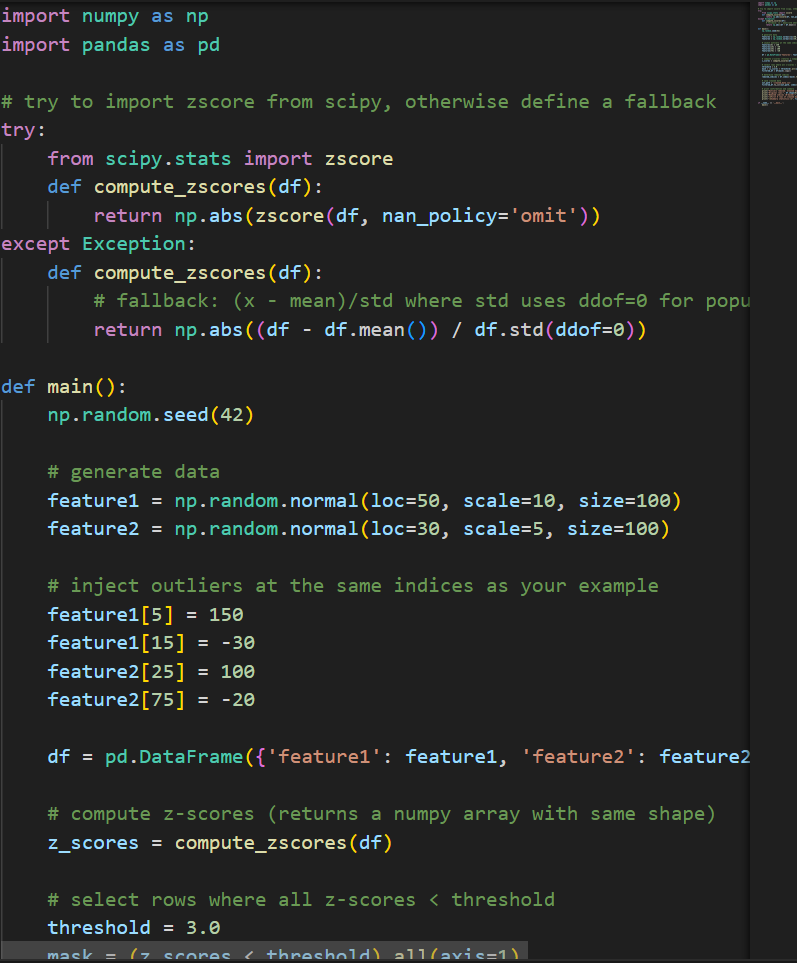 import numpy as np
import pandas as pd
# try to import zscore from scipy, otherwise define a fallback
try:
    from scipy.stats import zscore
    def compute_zscores(df):
        return np.abs(zscore(df, nan_policy='omit'))
except Exception:
    def compute_zscores(df):
        # fallback: (x - mean)/std where std uses ddof=0 for popu
        return np.abs((df - df.mean()) / df.std(ddof=0))
def main():
    np.random.seed(42)
    # generate data
    feature1 = np.random.normal(loc=50, scale=10, size=100)
    feature2 = np.random.normal(loc=30, scale=5, size=100)
    # inject outliers at the same indices as your example
    feature1[5] = 150
    feature1[15] = -30
    feature2[25] = 100
    feature2[75] = -20
    df = pd.DataFrame({'feature1': feature1, 'feature2': feature2
    # compute z-scores (returns a numpy array with same shape)
    z_scores = compute_zscores(df)
    # select rows where all z-scores < threshold
    threshold = 3.0
    mask = (z_scores < threshold).all(axis=1)